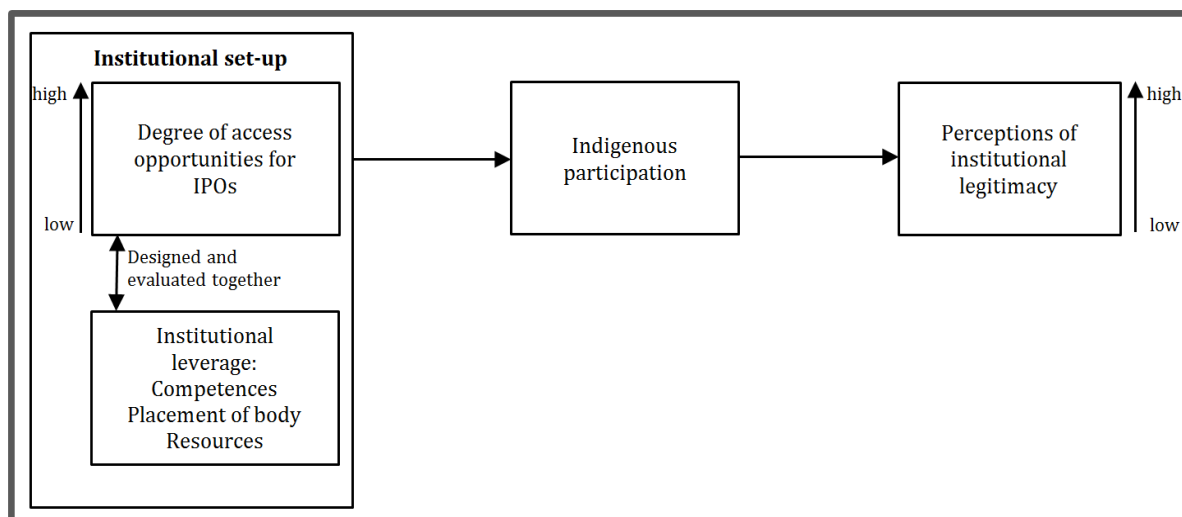 Institutional set-up
high
low
Degree of access
opportunities for
IPOs
Designed and
evaluated together
Institutional
leverage:
Competences
Placement of body
Resources
Indigenous
participation
Perceptions of
institutional
legitimacy
high
low